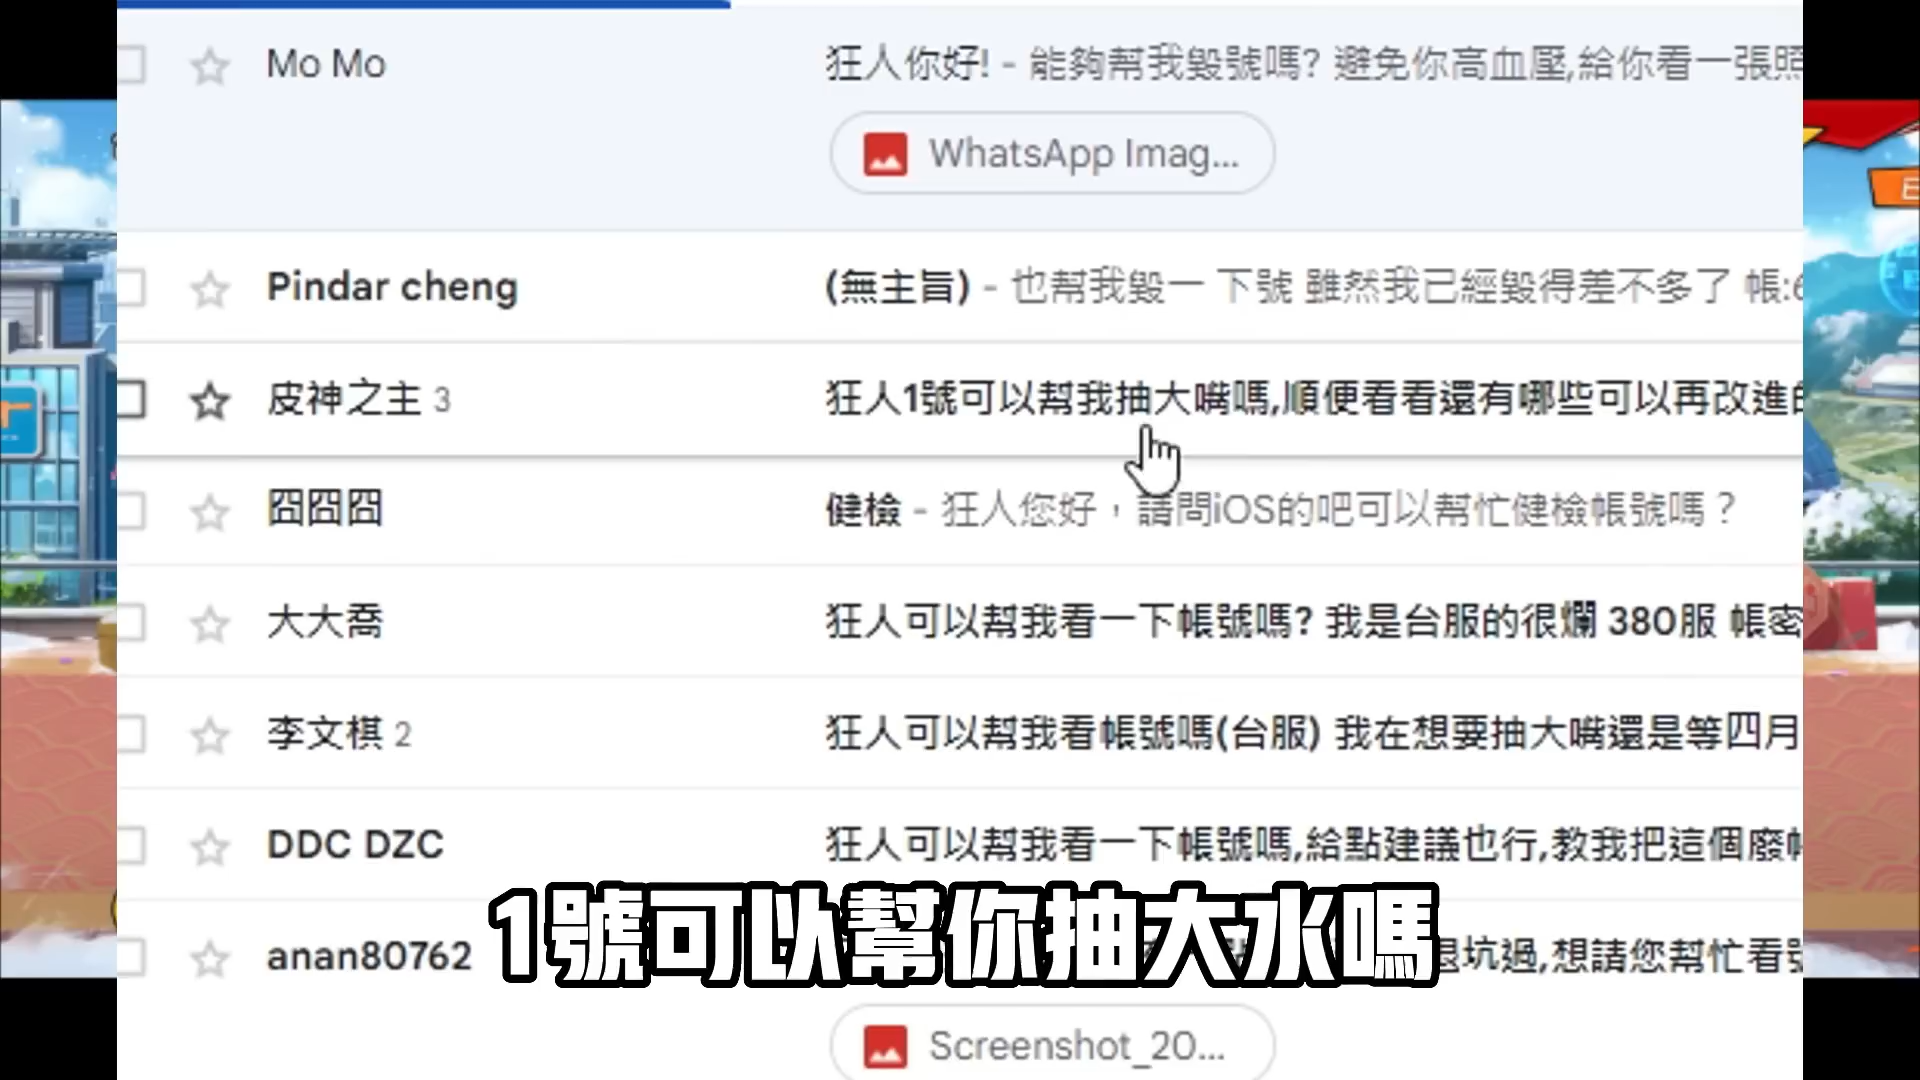 Mo Mo 狂人你好! - 能夠幫我毀號嗎? 避免你高血壓,給你看一張照
WhatsApp Imag...
Pindar cheng (無主旨) - 也幫我毀一 下號 雖然我已經毀得差不多了 帳:6
皮神之主 3 狂人1號可以幫我抽大嘴嗎,順便看看還有哪些可以再改進的
囧囧囧 健檢 - 狂人您好，請問iOS的吧可以幫忙健檢帳號嗎？
大大喬 狂人可以幫我看一下帳號嗎? 我是台服的很爛 380服 帳密
李文棋 2 狂人可以幫我看帳號嗎(台服) 我在想要抽大嘴還是等四月
DDC DZC 狂人可以幫我看一下帳號嗎,給點建議也行,教我把這個廢帳
anan80762 退坑過,想請您幫忙看號
1號可以幫你抽大水嗎
Screenshot_20...